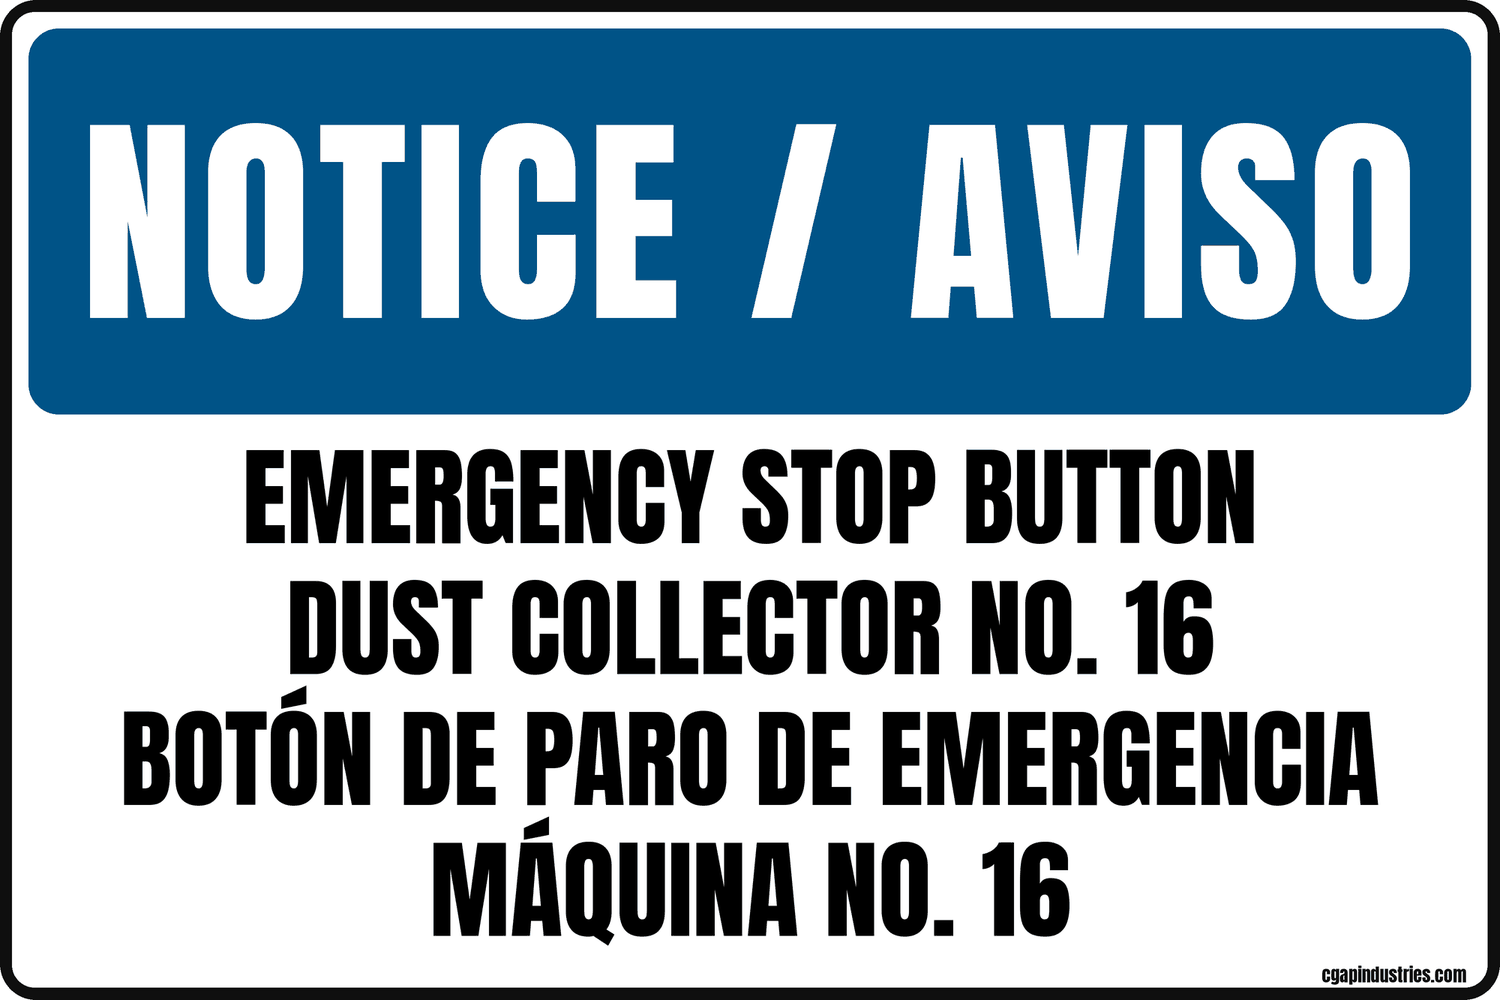 NOTICE / AVISO
EMERGENCY STOP BUTTON
DUST COLLECTOR NO. 16
BOTÓN DE PARO DE EMERGENCIA
MÁQUINA NO. 16
cgapindustries.com